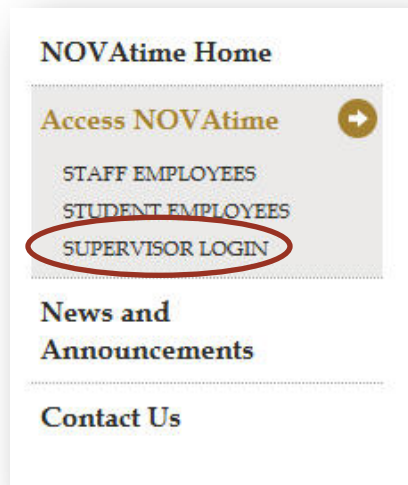 NOVAtime Home
Access NOVAtime
STAFF EMPLOYEES
STUDENT EMPLOYEES
SUPERVISOR LOGIN
News and
Announcements
Contact Us